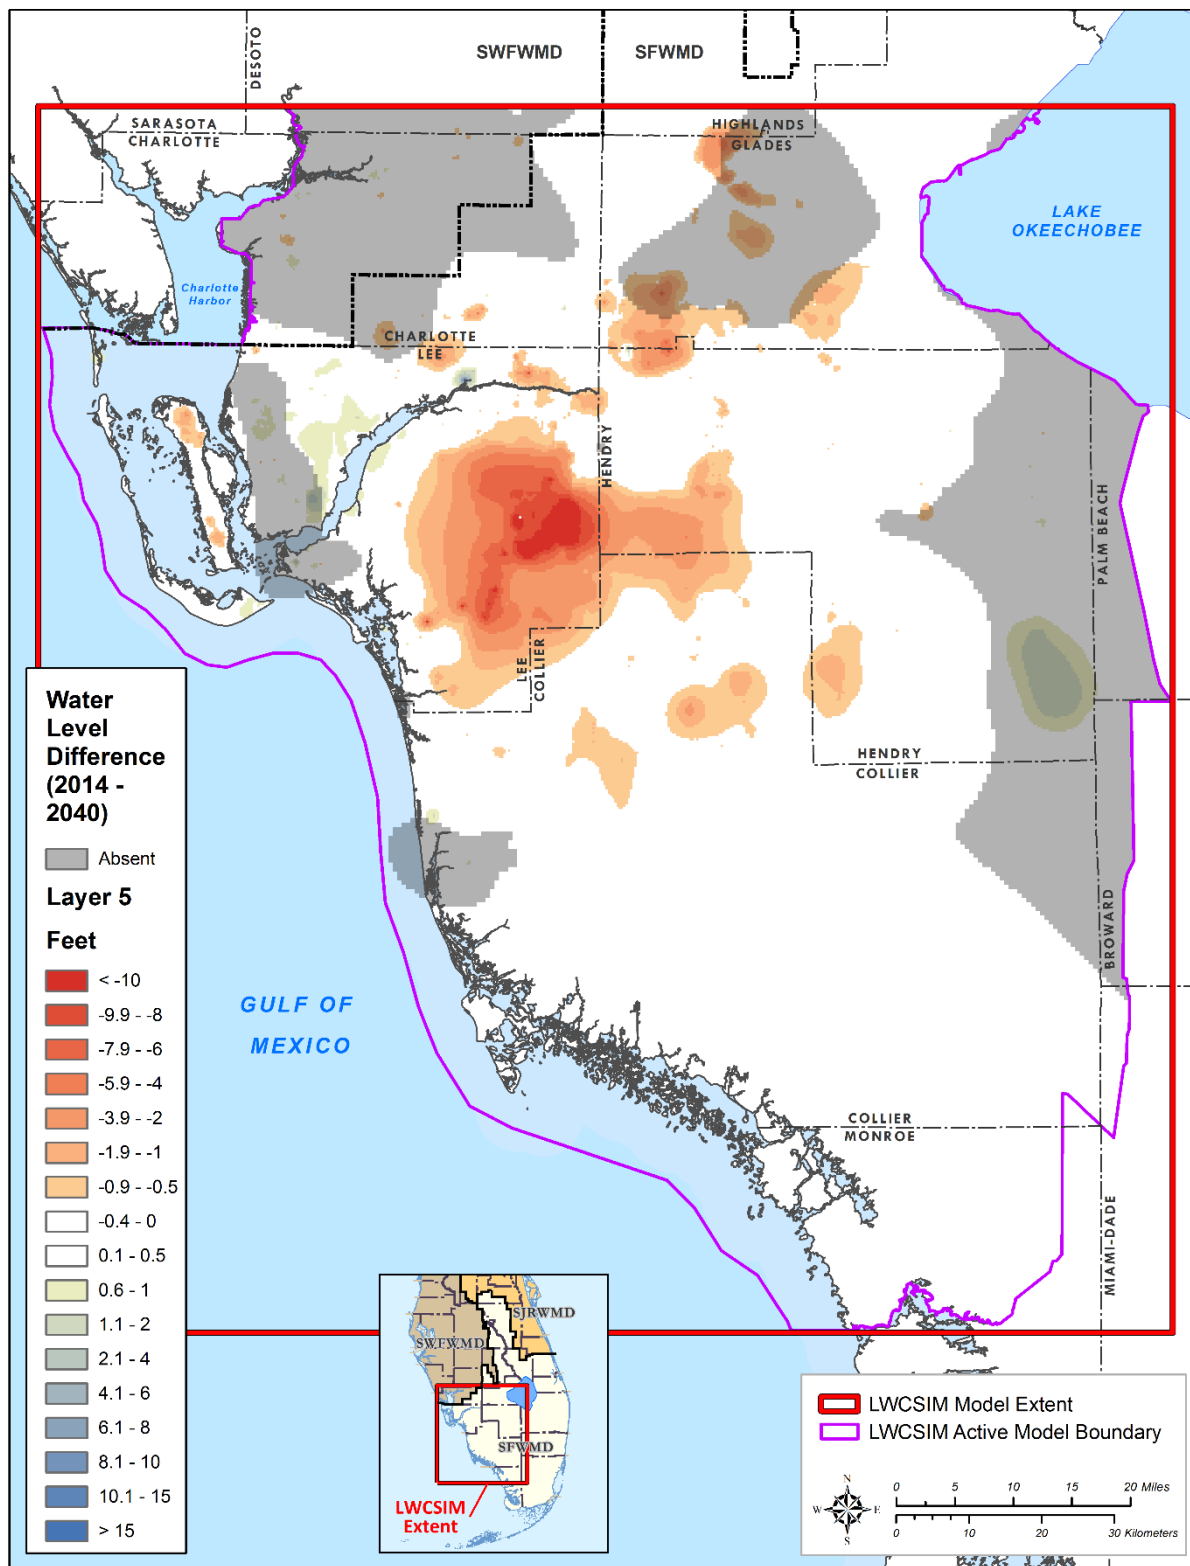 SWFWMD
SFWMD
DESOTO
SARASOTA
CHARLOTTE
HIGHLANDS
GLADES
LAKE
OKEECHOBEE
Charlotte
Harbor
CHARLOTTE
LEE
HENDRY
PALM BEACH
LEE
COLLIER
HENDRY
COLLIER
BROWARD
GULF OF
MEXICO
COLLIER
MONROE
MIAMI-DADE
Water
Level
Difference
(2014 -
2040)
Absent
Layer 5
Feet
< -10
-9.9 - -8
-7.9 - -6
-5.9 - -4
-3.9 - -2
-1.9 - -1
-0.9 - -0.5
-0.4 - 0
0.1 - 0.5
0.6 - 1
1.1 - 2
2.1 - 4
4.1 - 6
6.1 - 8
8.1 - 10
10.1 - 15
> 15
SJRWMD
SWFWMD
SFWMD
LWCSIM
Extent
LWCSIM Model Extent
LWCSIM Active Model Boundary
N
W E
S
0 5 10 15 20 Miles
0 10 20 30 Kilometers